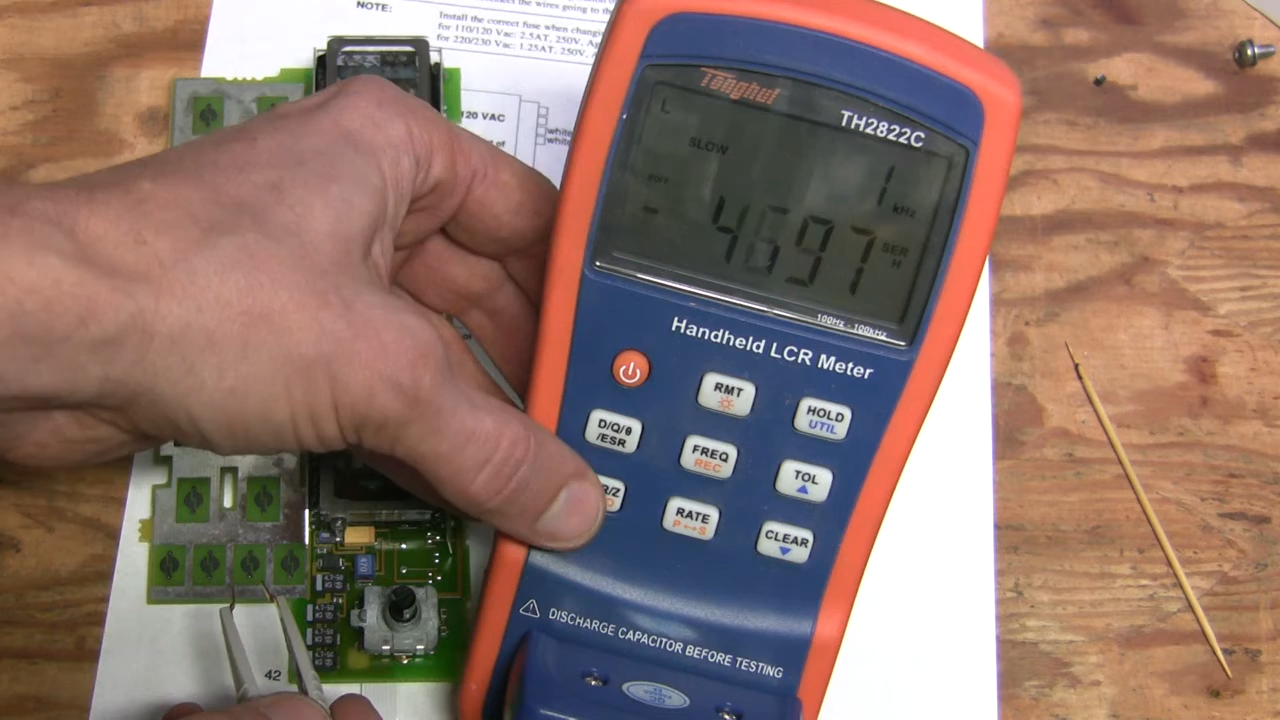 NOTE:
Install the correct fuse when
for 110/120 Vac: 2.5AT, 250V,
for 220/230 Vac: 1.25AT, 250V,
120 VAC
white
white
Tonghui
TH2822C
L
SLOW
1 kHz
SER
H
100Hz - 100kHz
Handheld LCR Meter
RMT
HOLD
UTIL
D/Q/θ
/ESR
FREQ
REC
TOL
R/Z
RATE
P↔S
CLEAR
⚠ DISCHARGE CAPACITOR BEFORE TESTING
470
42